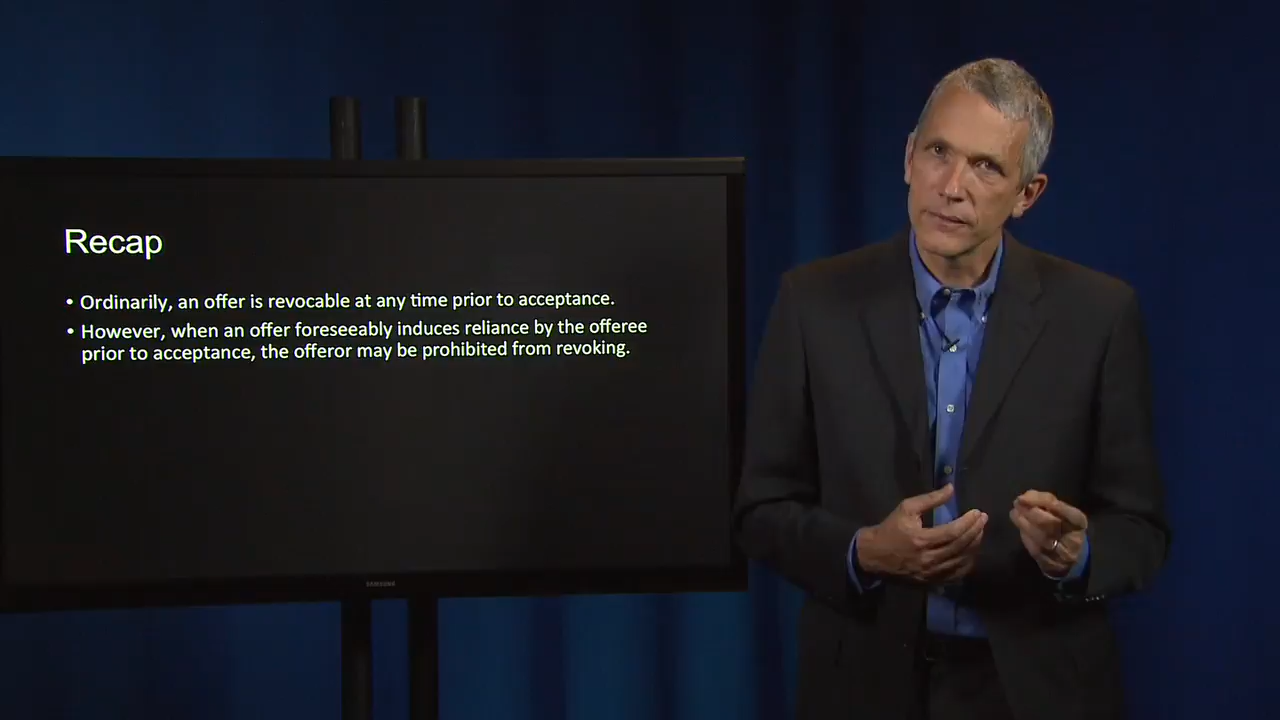 Recap
• Ordinarily, an offer is revocable at any time prior to acceptance.
• However, when an offer foreseeably induces reliance by the offeree
prior to acceptance, the offeror may be prohibited from revoking.
SAMSUNG